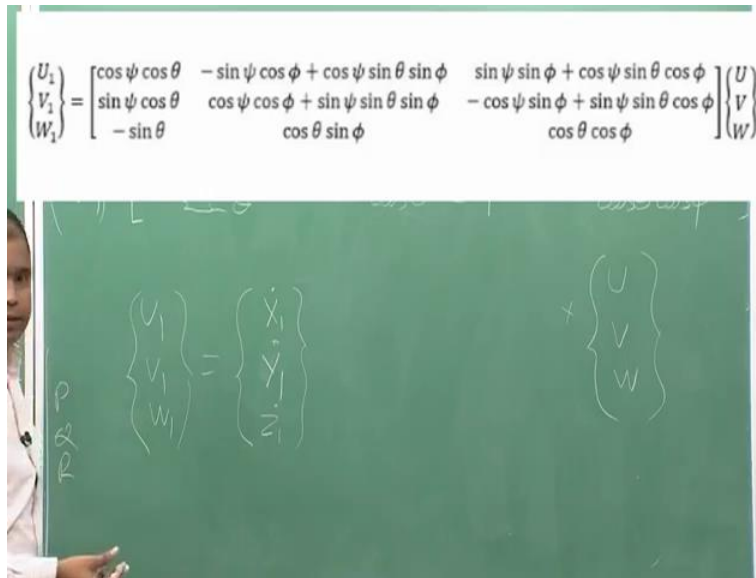 {U₁ V₁ W₁} = [cos ψ cos θ   − sin ψ cos ϕ + cos ψ sin θ sin ϕ   sin ψ sin ϕ + cos ψ sin θ cos ϕ
sin ψ cos θ   cos ψ cos ϕ + sin ψ sin θ sin ϕ   − cos ψ sin ϕ + sin ψ sin θ cos ϕ
− sin θ   cos θ sin ϕ   cos θ cos ϕ] {U V W}
{U₁ V₁ W₁} = {Ẋ₁ Ẏ₁ Ż₁} × {U V W}
P
Q
R